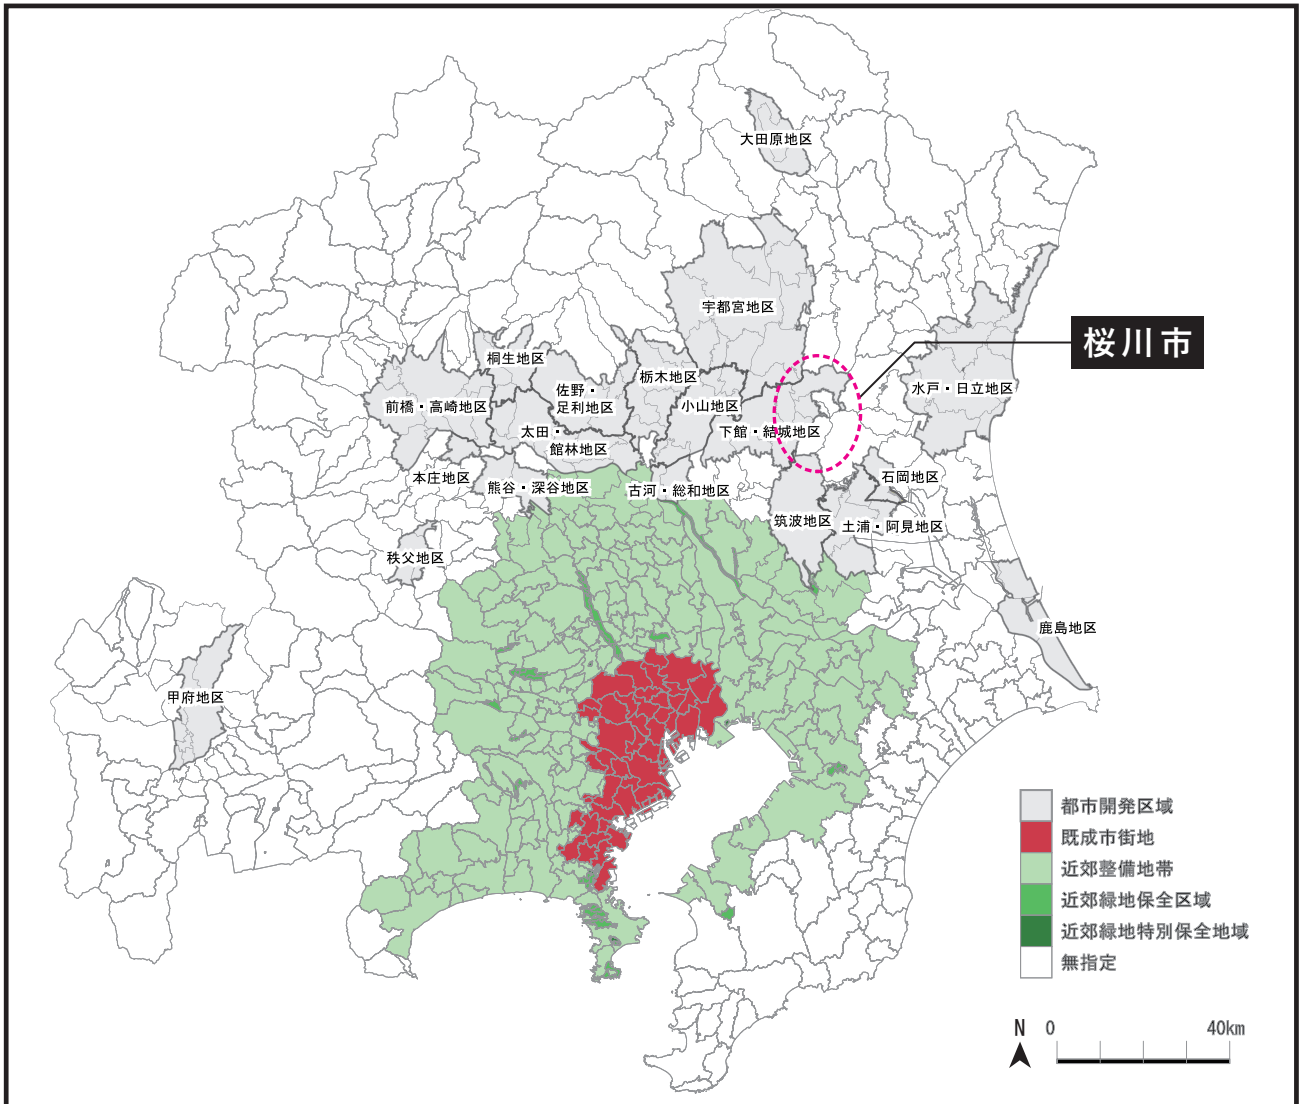 大田原地区
宇都宮地区
桜川市
桐生地区
栃木地区
佐野・
足利地区
水戸・日立地区
前橋・高崎地区
小山地区
太田・
館林地区
下館・結城地区
本庄地区
石岡地区
熊谷・深谷地区
古河・総和地区
筑波地区
土浦・阿見地区
秩父地区
鹿島地区
甲府地区
都市開発区域
既成市街地
近郊整備地帯
近郊緑地保全区域
近郊緑地特別保全地域
無指定
N 0 40km